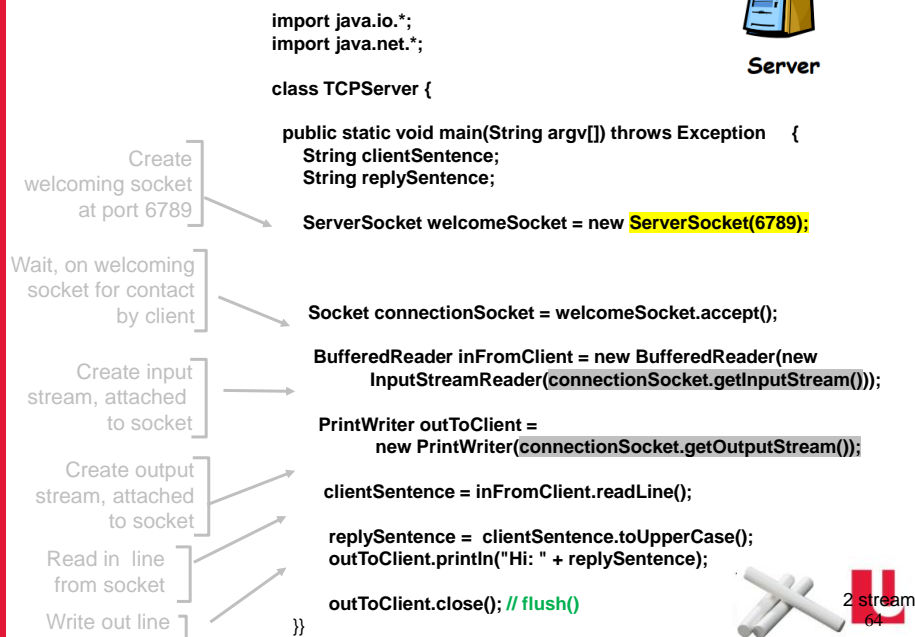 import java.io.*;
import java.net.*;
Server
class TCPServer {
public static void main(String argv[]) throws Exception {
String clientSentence;
String replySentence;
Create
welcoming socket
at port 6789
ServerSocket welcomeSocket = new ServerSocket(6789);
Wait, on welcoming
socket for contact
by client
Socket connectionSocket = welcomeSocket.accept();
BufferedReader inFromClient = new BufferedReader(new
InputStreamReader(connectionSocket.getInputStream()));
Create input
stream, attached
to socket
PrintWriter outToClient =
new PrintWriter(connectionSocket.getOutputStream());
Create output
stream, attached
to socket
clientSentence = inFromClient.readLine();
replySentence = clientSentence.toUpperCase();
outToClient.println("Hi: " + replySentence);
Read in line
from socket
outToClient.close(); // flush()
Write out line
}}
2 stream
64